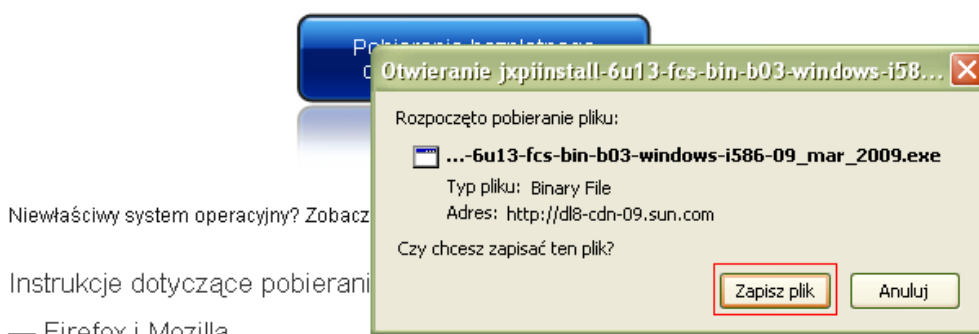 Otwieranie jxpiinstall-6u13-fcs-bin-b03-windows-i58...
Rozpoczęto pobieranie pliku:
...-6u13-fcs-bin-b03-windows-i586-09_mar_2009.exe
Typ pliku: Binary File
Adres: http://dl8-cdn-09.sun.com
Niewłaściwy system operacyjny? Zobacz
Czy chcesz zapisać ten plik?
Instrukcje dotyczące pobierani
Zapisz plik Anuluj
— Firefox i Mozilla